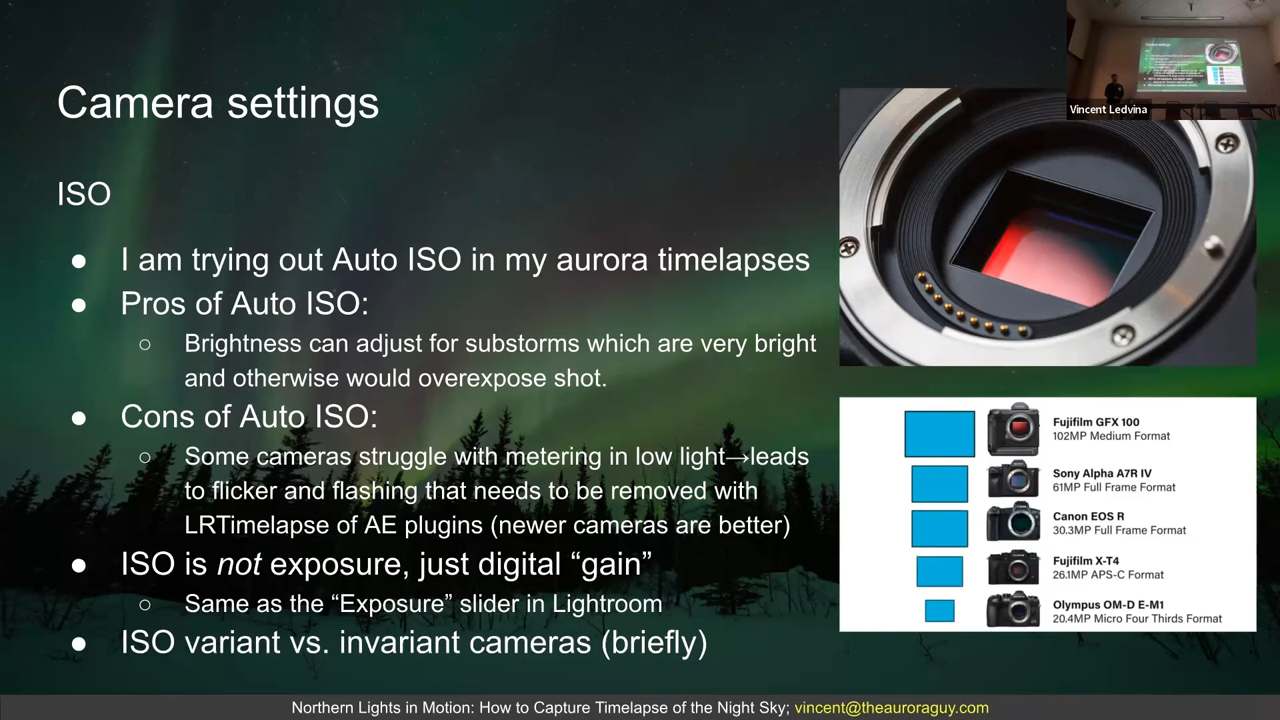 Camera settings
ISO
● I am trying out Auto ISO in my aurora timelapses
● Pros of Auto ISO:
○ Brightness can adjust for substorms which are very bright
and otherwise would overexpose shot.
● Cons of Auto ISO:
○ Some cameras struggle with metering in low light→leads
to flicker and flashing that needs to be removed with
LRTimelapse of AE plugins (newer cameras are better)
● ISO is not exposure, just digital “gain”
○ Same as the “Exposure” slider in Lightroom
● ISO variant vs. invariant cameras (briefly)
Vincent Ledvina
Fujifilm GFX 100
102MP Medium Format
Sony Alpha A7R IV
61MP Full Frame Format
Canon EOS R
30.3MP Full Frame Format
Fujifilm X-T4
26.1MP APS-C Format
Olympus OM-D E-M1
20.4MP Micro Four Thirds Format
Northern Lights in Motion: How to Capture Timelapse of the Night Sky; vincent@theauroraguy.com